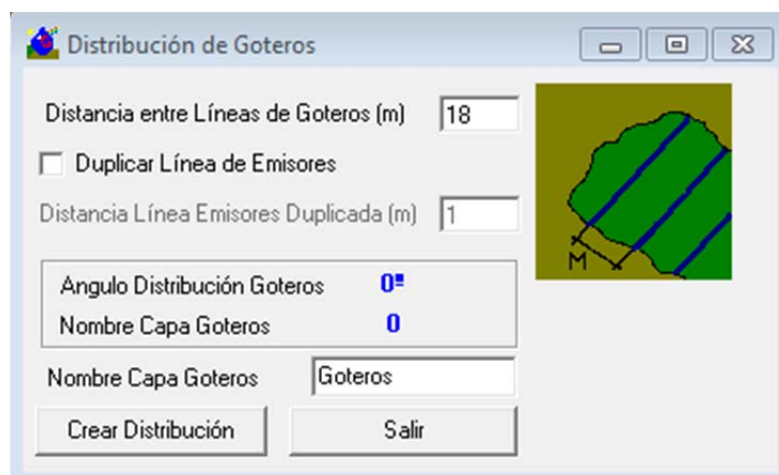 Distribución de Goteros
Distancia entre Líneas de Goteros (m) 18
Duplicar Línea de Emisores
Distancia Línea Emisores Duplicada (m) 1
Angulo Distribución Goteros 0º
Nombre Capa Goteros 0
Nombre Capa Goteros Goteros
Crear Distribución Salir
M